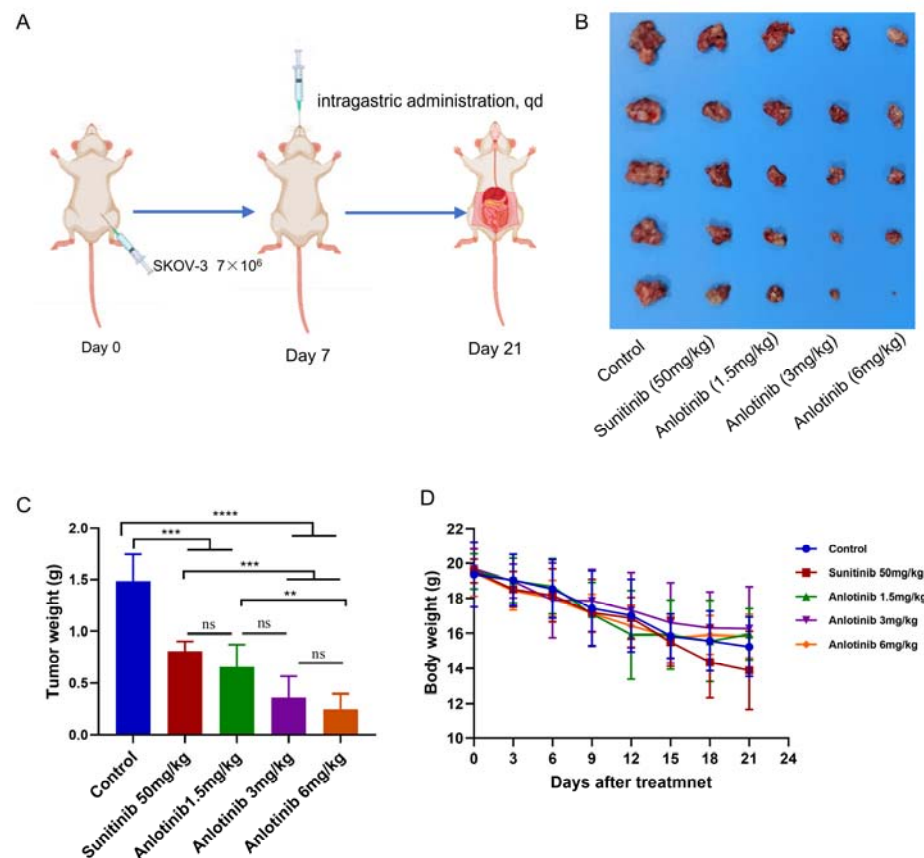 A
intragastric administration, qd
SKOV-3 7×10⁶
Day 0
Day 7
Day 21
B
Control
Sunitinib (50mg/kg)
Anlotinib (1.5mg/kg)
Anlotinib (3mg/kg)
Anlotinib (6mg/kg)
C
Tumor weight (g)
2.0
1.5
1.0
0.5
0.0
****
***
***
**
ns
ns
ns
Control
Sunitinib 50mg/kg
Anlotinib1.5mg/kg
Anlotinib 3mg/kg
Anlotinib 6mg/kg
D
Body weight (g)
22
20
18
16
14
12
10
0 3 6 9 12 15 18 21 24
Days after treatmnet
Control
Sunitinib 50mg/kg
Anlotinib 1.5mg/kg
Anlotinib 3mg/kg
Anlotinib 6mg/kg